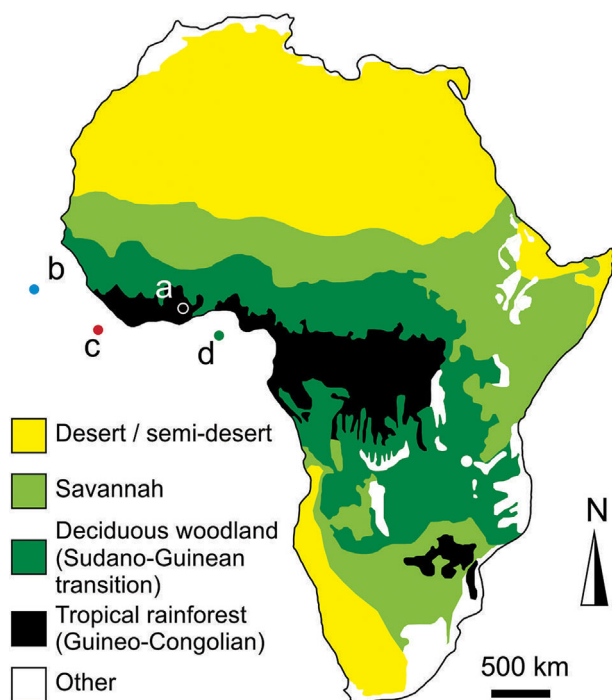 b
a
c
d
Desert / semi-desert
Savannah
Deciduous woodland
(Sudano-Guinean
transition)
Tropical rainforest
(Guineo-Congolian)
Other
N
500 km